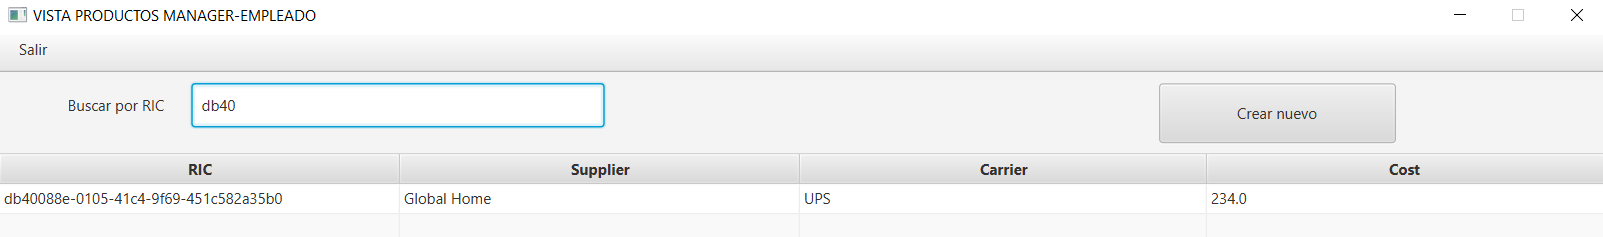 VISTA PRODUCTOS MANAGER-EMPLEADO
Salir
Buscar por RIC db40 Crear nuevo
RIC Supplier Carrier Cost
db40088e-0105-41c4-9f69-451c582a35b0 Global Home UPS 234.0